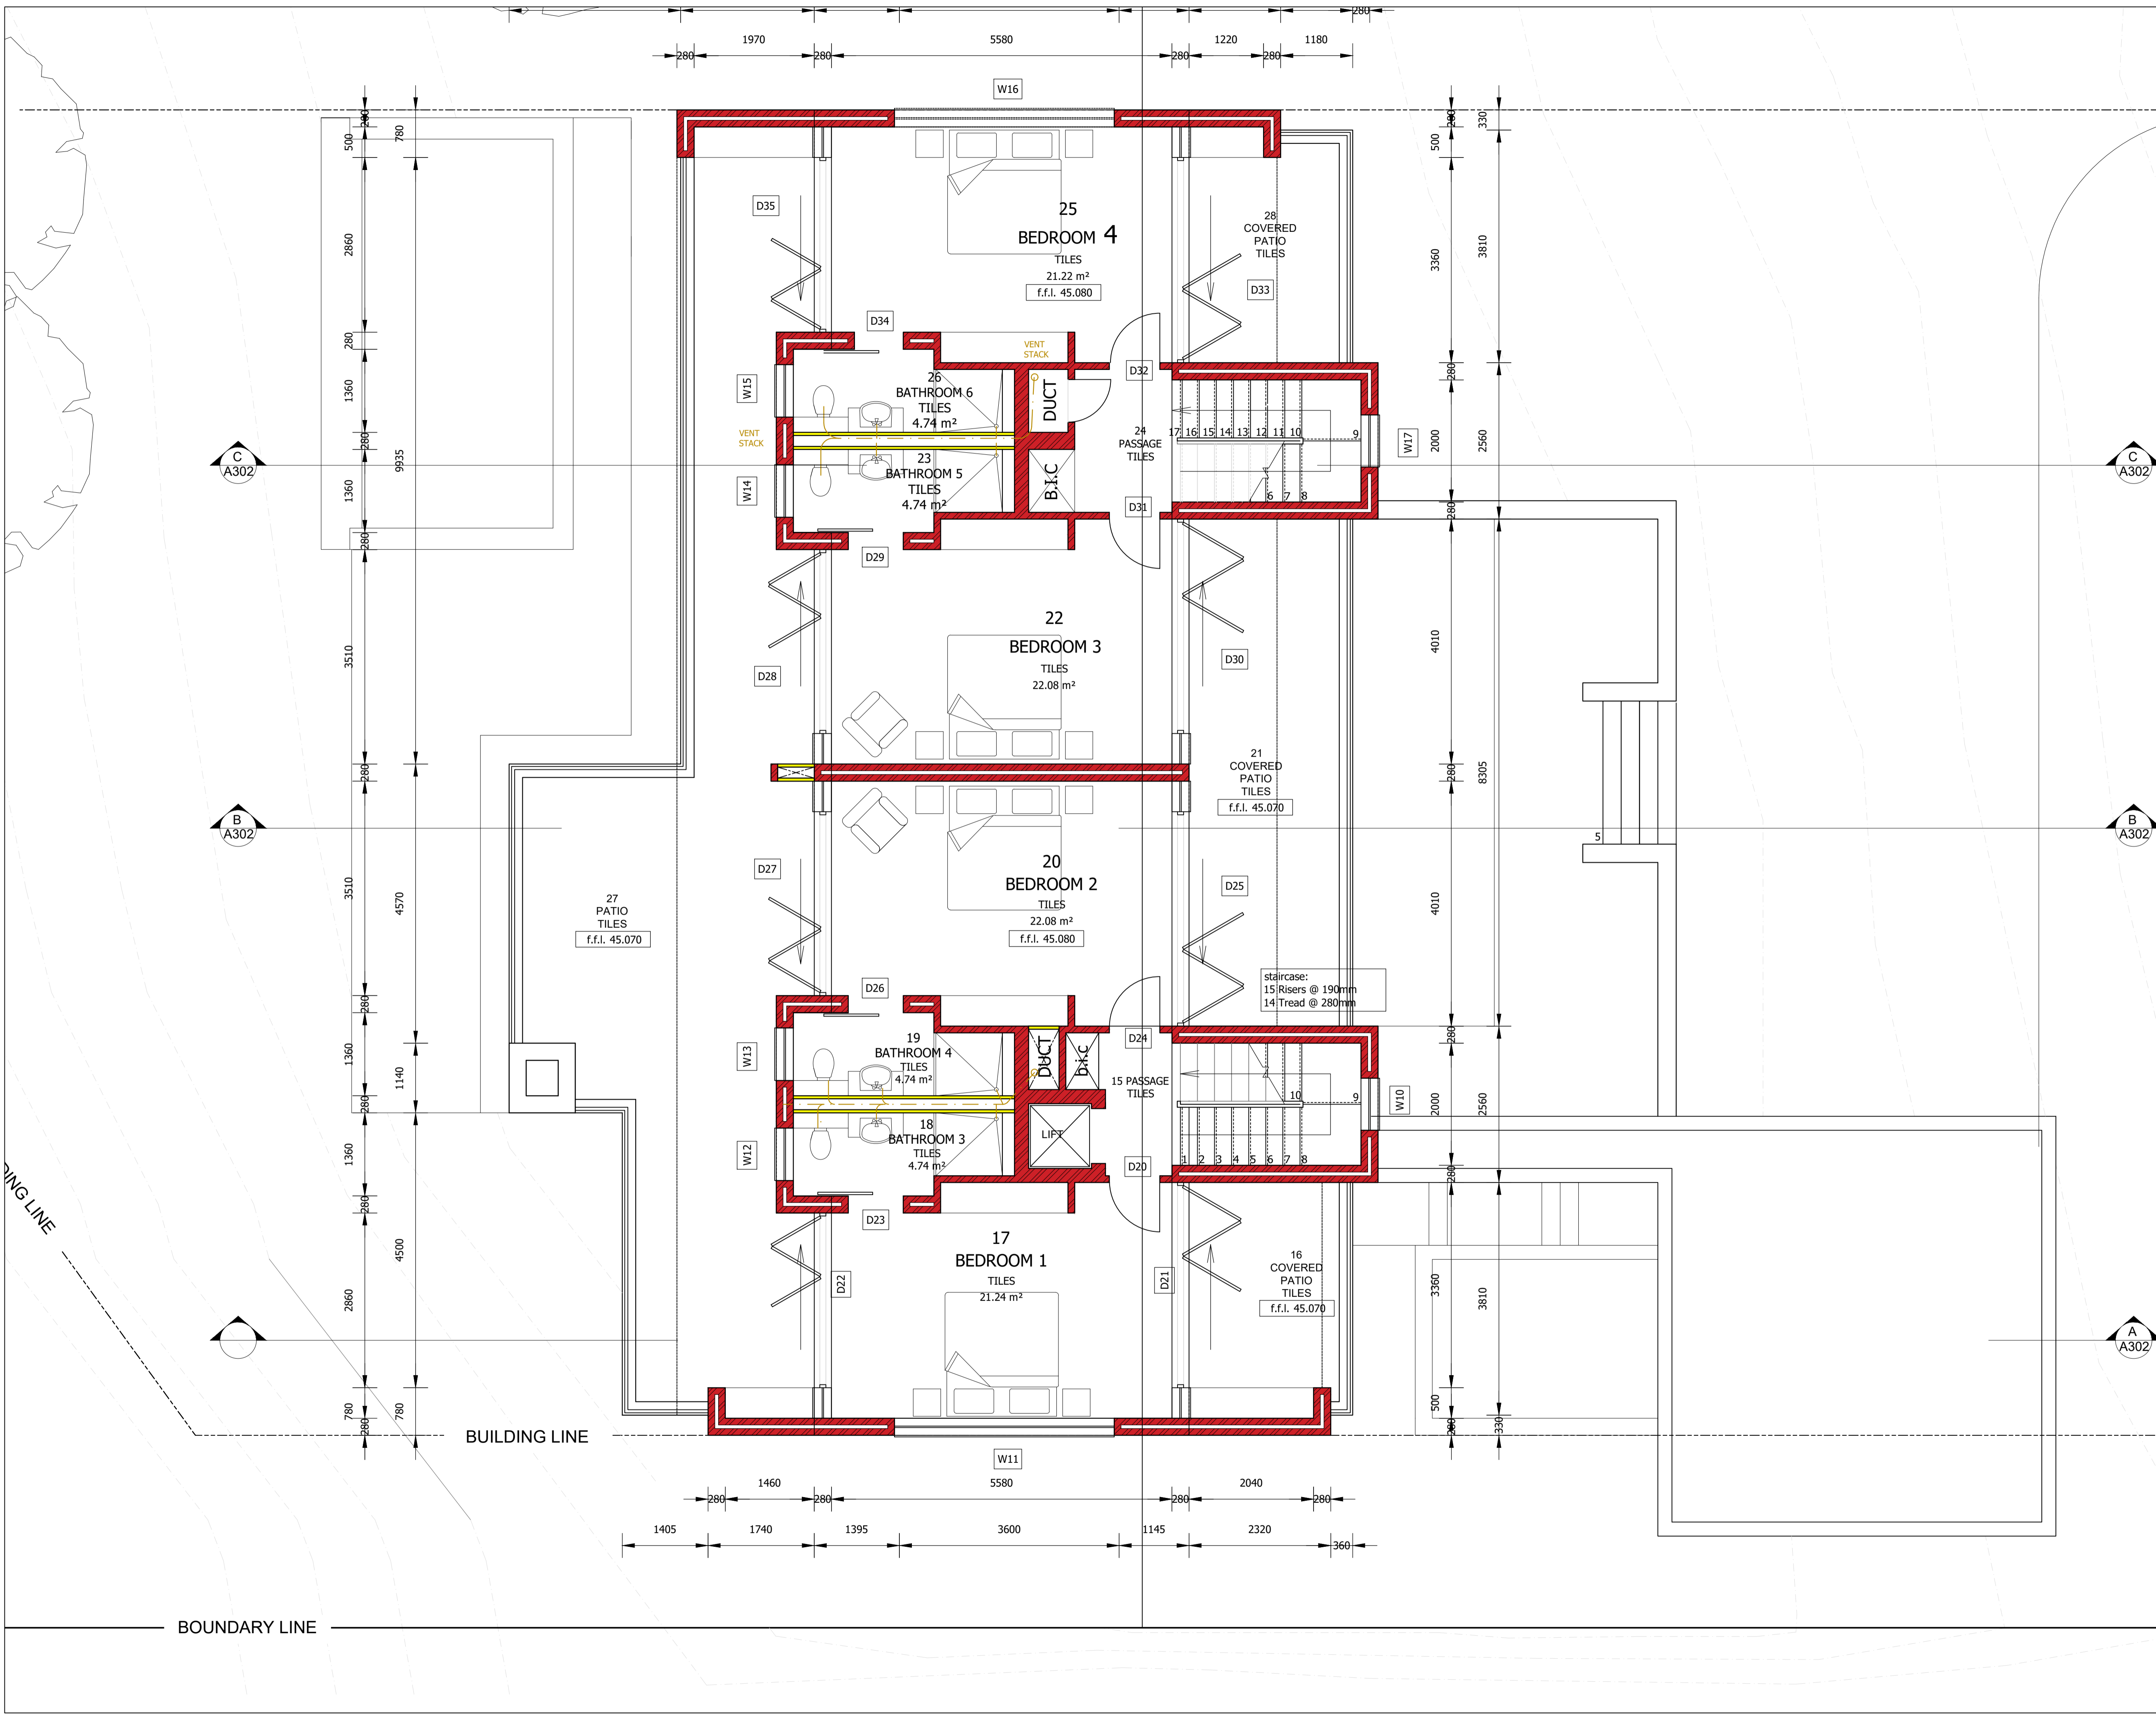 280
1970
5580
1220
1180
280
280
280
280
W16
280
500
780
280
500
330
D35
25
BEDROOM 4
TILES
21.22 m²
f.f.l. 45.080
28
COVERED
PATIO
TILES
2860
3360
3810
D33
D34
VENT
STACK
280
D32
280
W15
26
BATHROOM 6
TILES
4.74 m²
DUCT
1360
VENT
STACK
24
PASSAGE
TILES
17 16 15 14 13 12 11 10 9
W17
2000
2560
280
C
A302
9935
23
BATHROOM 5
TILES
4.74 m²
B.I.C
C
A302
W14
1360
6 7 8
D31
280
280
D29
22
BEDROOM 3
TILES
22.08 m²
3510
D28
D30
4010
21
COVERED
PATIO
TILES
f.f.l. 45.070
280
280
8305
B
A302
5
B
A302
D27
20
BEDROOM 2
TILES
22.08 m²
f.f.l. 45.080
D25
3510
4570
4010
27
PATIO
TILES
f.f.l. 45.070
D26
staircase:
15 Risers @ 190mm
14 Tread @ 280mm
280
19
BATHROOM 4
TILES
4.74 m²
W13
DUCT
b.i.c
D24
280
1360
1140
15 PASSAGE
TILES
10 9
W10
2000
2560
280
18
BATHROOM 3
TILES
4.74 m²
W12
LIFT
1360
1 2 3 4 5 6 7 8
D20
280
280
D23
17
BEDROOM 1
TILES
21.24 m²
D22
D21
16
COVERED
PATIO
TILES
f.f.l. 45.070
4500
2860
3360
3810
A
A302
780
780
280
500
280
330
LINE
BUILDING LINE
W11
1460
5580
2040
280
280
280
280
1405
1740
1395
3600
1145
2320
360
BOUNDARY LINE